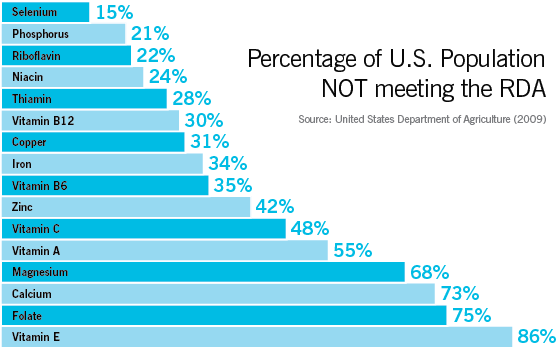 Selenium 15%
Phosphorus 21%
Riboflavin 22%
Niacin 24%
Thiamin 28%
Vitamin B12 30%
Copper 31%
Iron 34%
Vitamin B6 35%
Zinc 42%
Vitamin C 48%
Vitamin A 55%
Magnesium 68%
Calcium 73%
Folate 75%
Vitamin E 86%
Percentage of U.S. Population
NOT meeting the RDA
Source: United States Department of Agriculture (2009)